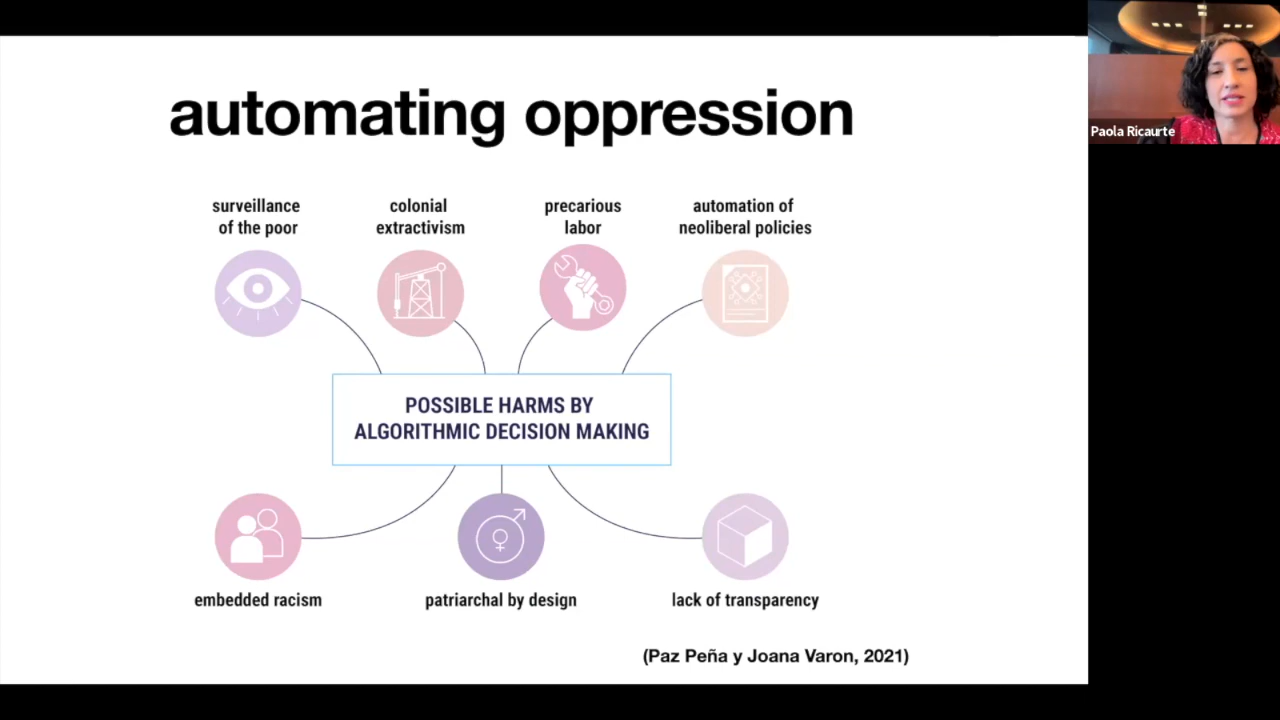 automating oppression
Paola Ricaurte
surveillance
of the poor
colonial
extractivism
precarious
labor
automation of
neoliberal policies
POSSIBLE HARMS BY
ALGORITHMIC DECISION MAKING
embedded racism
patriarchal by design
lack of transparency
(Paz Peña y Joana Varon, 2021)